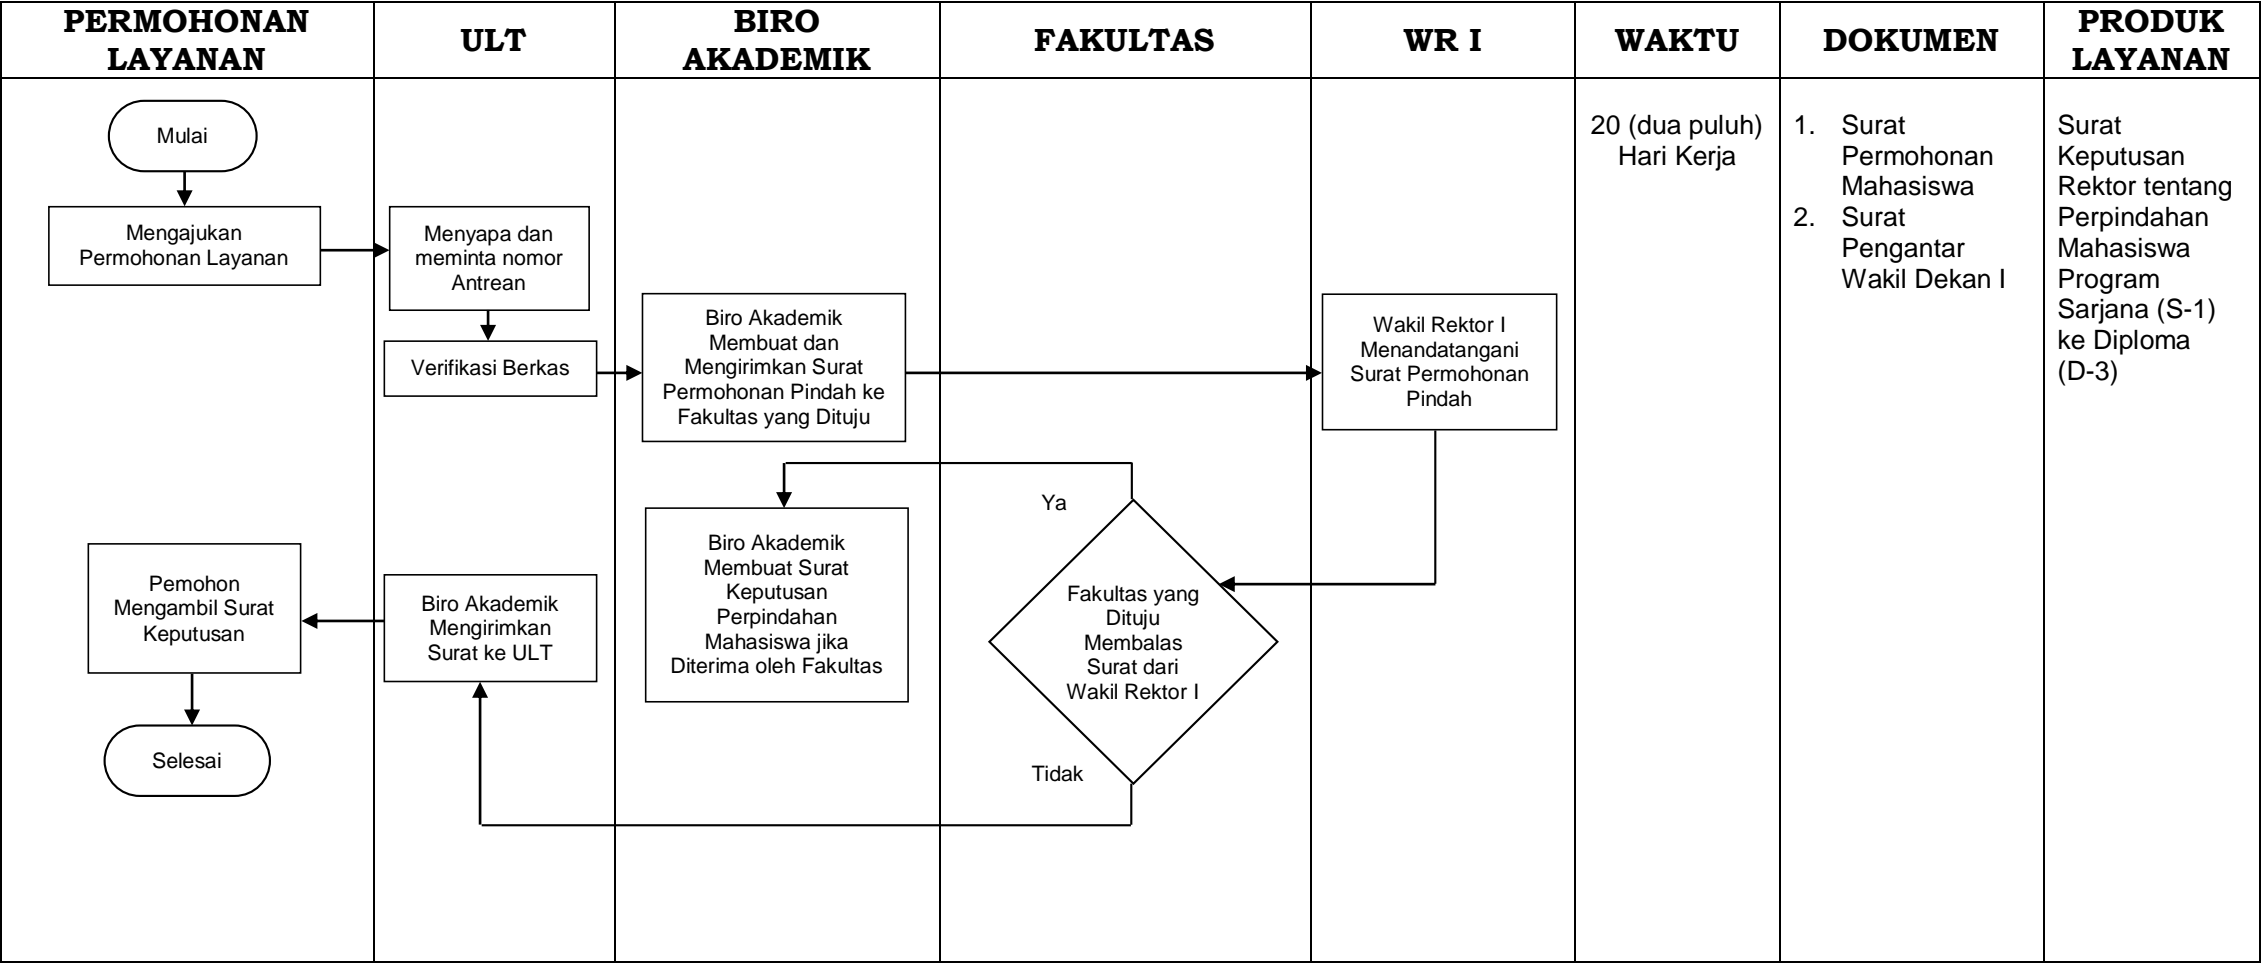 PERMOHONAN
LAYANAN
ULT
BIRO
AKADEMIK
FAKULTAS
WR I
WAKTU
DOKUMEN
PRODUK
LAYANAN
Mulai
Mengajukan
Permohonan Layanan
Menyapa dan
meminta nomor
Antrean
Verifikasi Berkas
Biro Akademik
Membuat dan
Mengirimkan Surat
Permohonan Pindah ke
Fakultas yang Dituju
Wakil Rektor I
Menandatangani
Surat Permohonan
Pindah
Ya
Fakultas yang
Dituju
Membalas
Surat dari
Wakil Rektor I
Tidak
Biro Akademik
Membuat Surat
Keputusan
Perpindahan
Mahasiswa jika
Diterima oleh Fakultas
Biro Akademik
Mengirimkan
Surat ke ULT
Pemohon
Mengambil Surat
Keputusan
Selesai
20 (dua puluh)
Hari Kerja
1. Surat
Permohonan
Mahasiswa
2. Surat
Pengantar
Wakil Dekan I
Surat
Keputusan
Rektor tentang
Perpindahan
Mahasiswa
Program
Sarjana (S-1)
ke Diploma
(D-3)